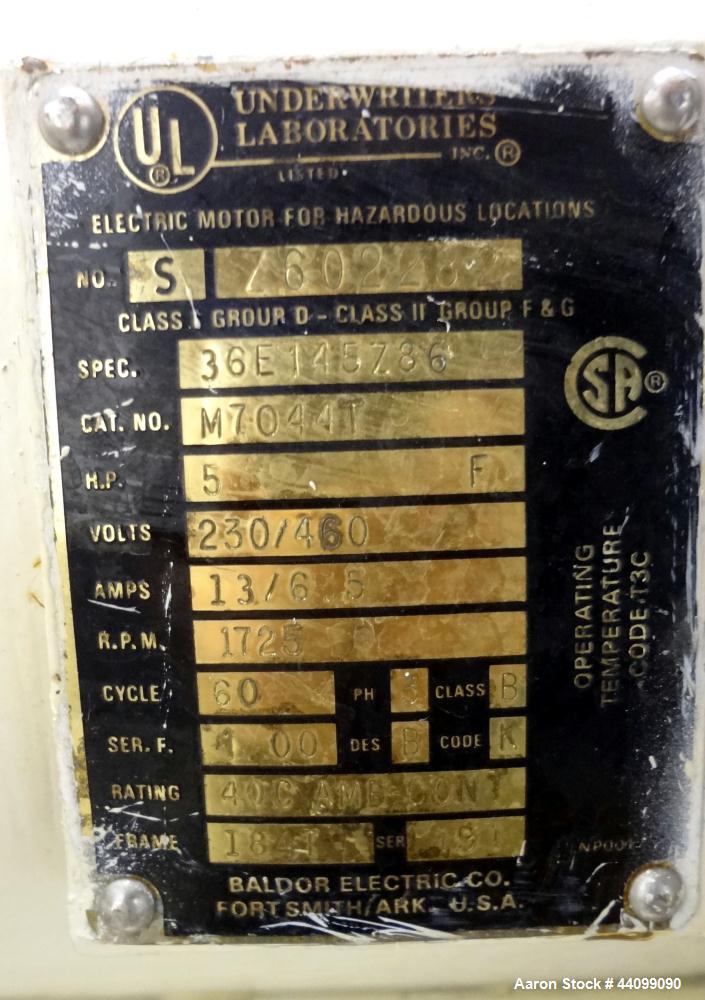 UL ®
UNDERWRITERS
LABORATORIES
INC. ®
LISTED
ELECTRIC MOTOR FOR HAZARDOUS LOCATIONS
NO. S
CLASS I GROUP D - CLASS II GROUP F & G
SPEC. 36E145Z86
CSA ®
CAT. NO. M7044T
H.P. 5 F
VOLTS 230/460
AMPS 13/6 5
R.P.M. 1725
CYCLE 60 PH 3 CLASS B
SER. F. 1 00 DES B CODE K
RATING 40C AMB-CONT
FRAME 184T SER
OPERATING
TEMPERATURE
CODE-T3C
BALDOR ELECTRIC CO.
FORT SMITH, ARK. U.S.A.
Aaron Stock # 44099090